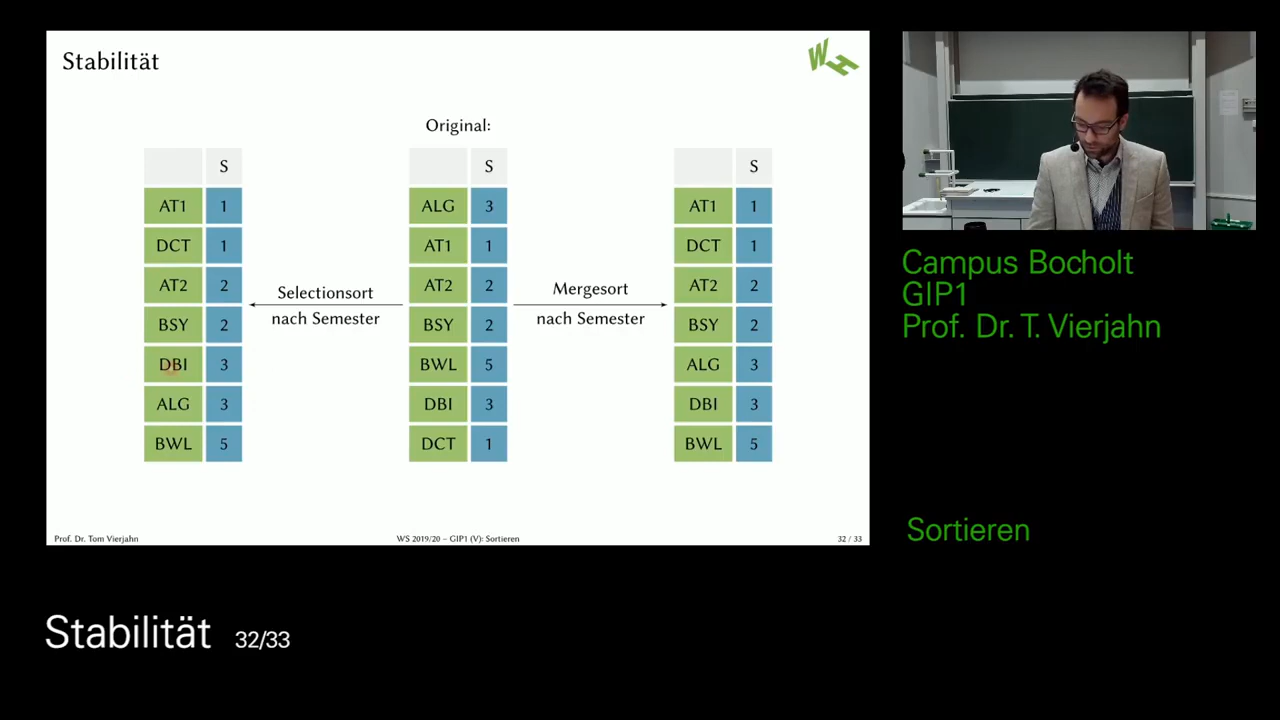 Stabilität
WH
Original:
S
AT1 1
DCT 1
AT2 2
BSY 2
DBI 3
ALG 3
BWL 5
Selectionsort
nach Semester
S
ALG 3
AT1 1
AT2 2
BSY 2
BWL 5
DBI 3
DCT 1
Mergesort
nach Semester
S
AT1 1
DCT 1
AT2 2
BSY 2
ALG 3
DBI 3
BWL 5
Prof. Dr. Tom Vierjahn
WS 2019/20 – GIP1 (V): Sortieren
32 / 33
Campus Bocholt
GIP1
Prof. Dr. T. Vierjahn
Sortieren
Stabilität 32/33